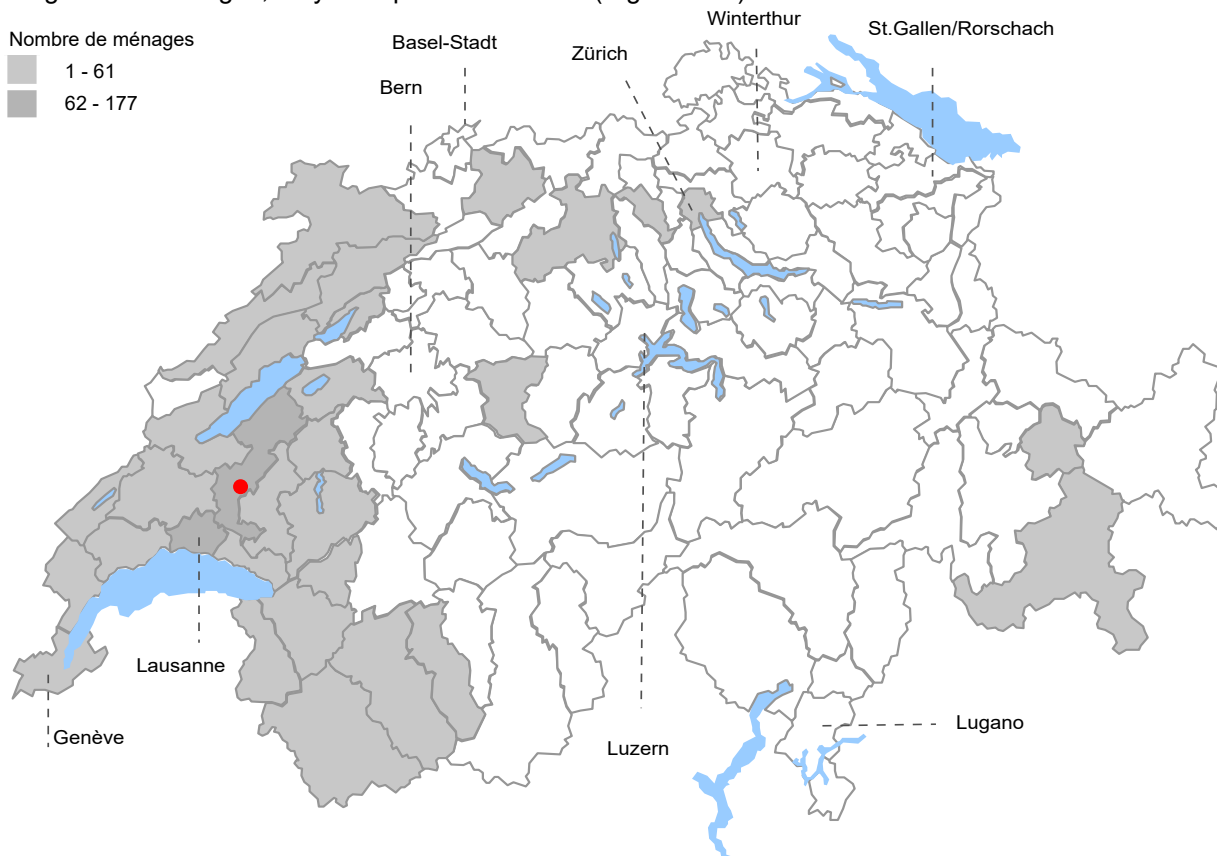 Winterthur
St.Gallen/Rorschach
Nombre de ménages
Basel-Stadt
Zürich
1 - 61
Bern
62 - 177
Lausanne
Genève
Lugano
Luzern